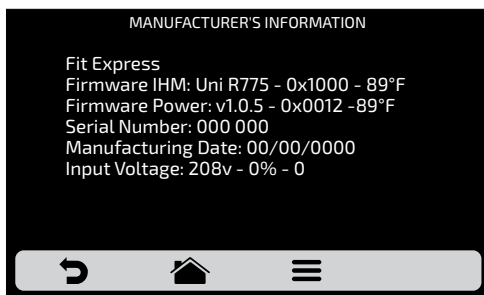 MANUFACTURER'S INFORMATION
Fit Express
Firmware IHM: Uni R775 - 0x1000 - 89°F
Firmware Power: v1.0.5 - 0x0012 -89°F
Serial Number: 000 000
Manufacturing Date: 00/00/0000
Input Voltage: 208v - 0% - 0